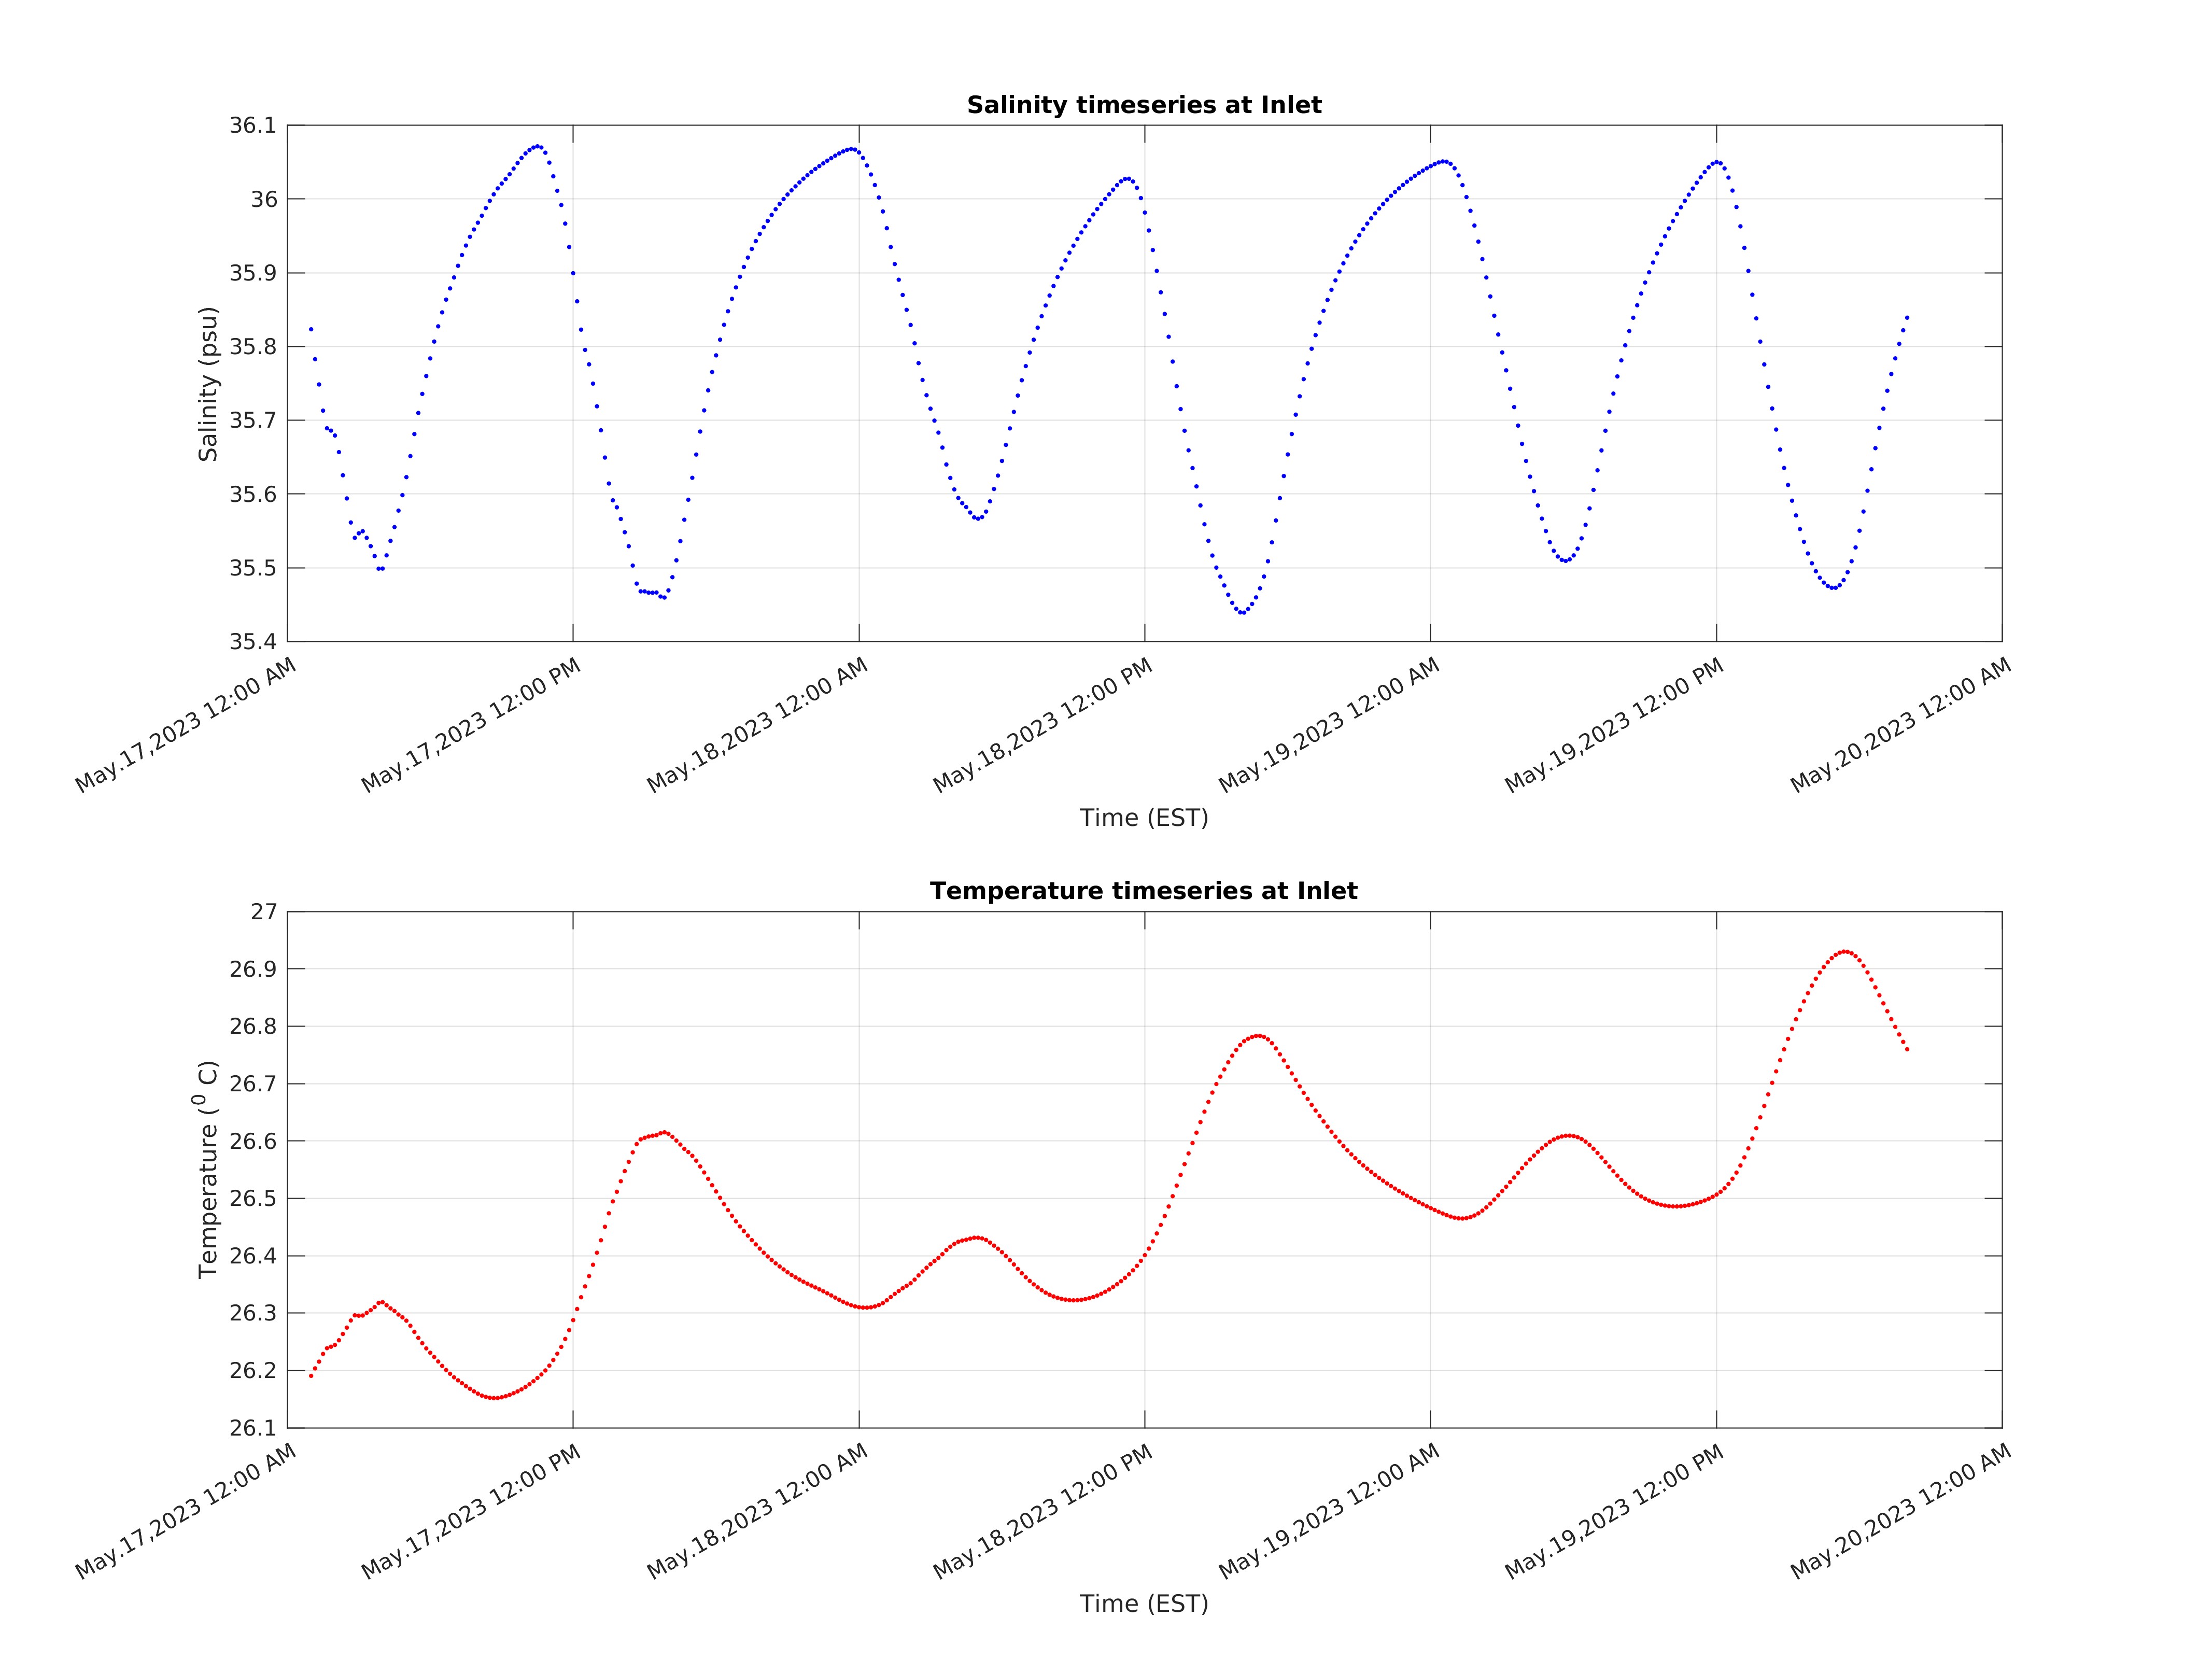 Salinity timeseries at Inlet
36.1
36
35.9
35.8
35.7
35.6
35.5
35.4
Salinity (psu)
May.17,2023 12:00 AM
May.17,2023 12:00 PM
May.18,2023 12:00 AM
May.18,2023 12:00 PM
May.19,2023 12:00 AM
May.19,2023 12:00 PM
May.20,2023 12:00 AM
Time (EST)
Temperature timeseries at Inlet
27
26.9
26.8
26.7
26.6
26.5
26.4
26.3
26.2
26.1
Temperature (⁰ C)
May.17,2023 12:00 AM
May.17,2023 12:00 PM
May.18,2023 12:00 AM
May.18,2023 12:00 PM
May.19,2023 12:00 AM
May.19,2023 12:00 PM
May.20,2023 12:00 AM
Time (EST)